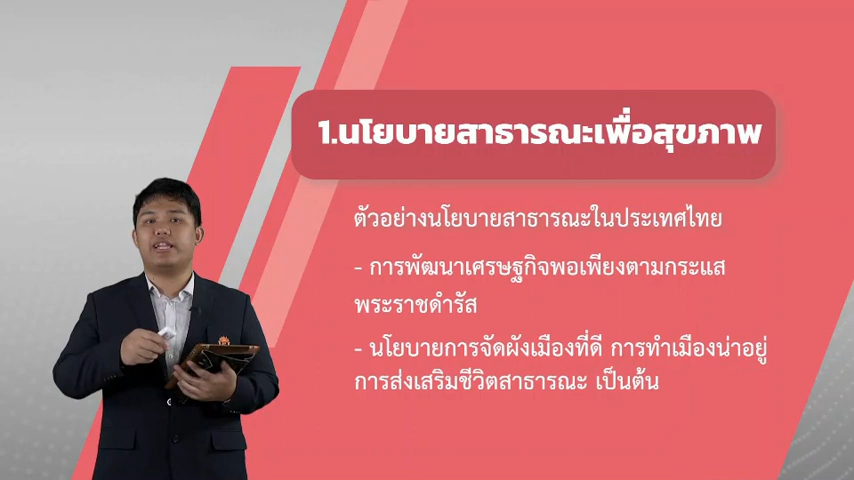 1.นโยบายสาธารณะเพื่อสุขภาพ
ตัวอย่างนโยบายสาธารณะในประเทศไทย
- การพัฒนาเศรษฐกิจพอเพียงตามกระแส
พระราชดำรัส
- นโยบายการจัดผังเมืองที่ดี การทำเมืองน่าอยู่
การส่งเสริมชีวิตสาธารณะ เป็นต้น